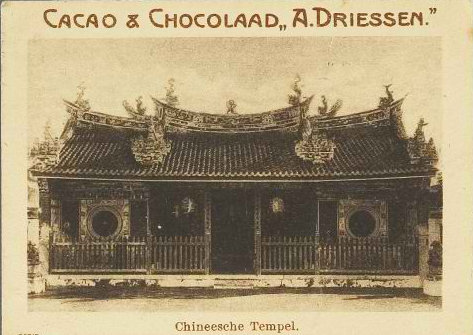 CACAO & CHOCOLAAD „A. DRIESSEN.”
Chineesche Tempel.